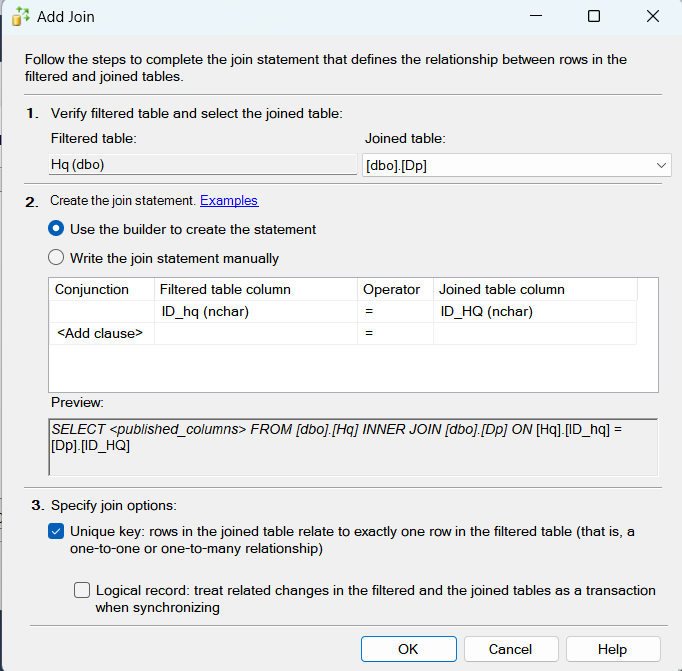 Add Join
Follow the steps to complete the join statement that defines the relationship between rows in the
filtered and joined tables.
1. Verify filtered table and select the joined table:
Filtered table: Joined table:
Hq (dbo) [dbo].[Dp]
2. Create the join statement. Examples
Use the builder to create the statement
Write the join statement manually
Conjunction Filtered table column Operator Joined table column
ID_hq (nchar) = ID_HQ (nchar)
<Add clause> =
Preview:
SELECT <published_columns> FROM [dbo].[Hq] INNER JOIN [dbo].[Dp] ON [Hq].[ID_hq] =
[Dp].[ID_HQ]
3. Specify join options:
Unique key: rows in the joined table relate to exactly one row in the filtered table (that is, a
one-to-one or one-to-many relationship)
Logical record: treat related changes in the filtered and the joined tables as a transaction
when synchronizing
OK Cancel Help